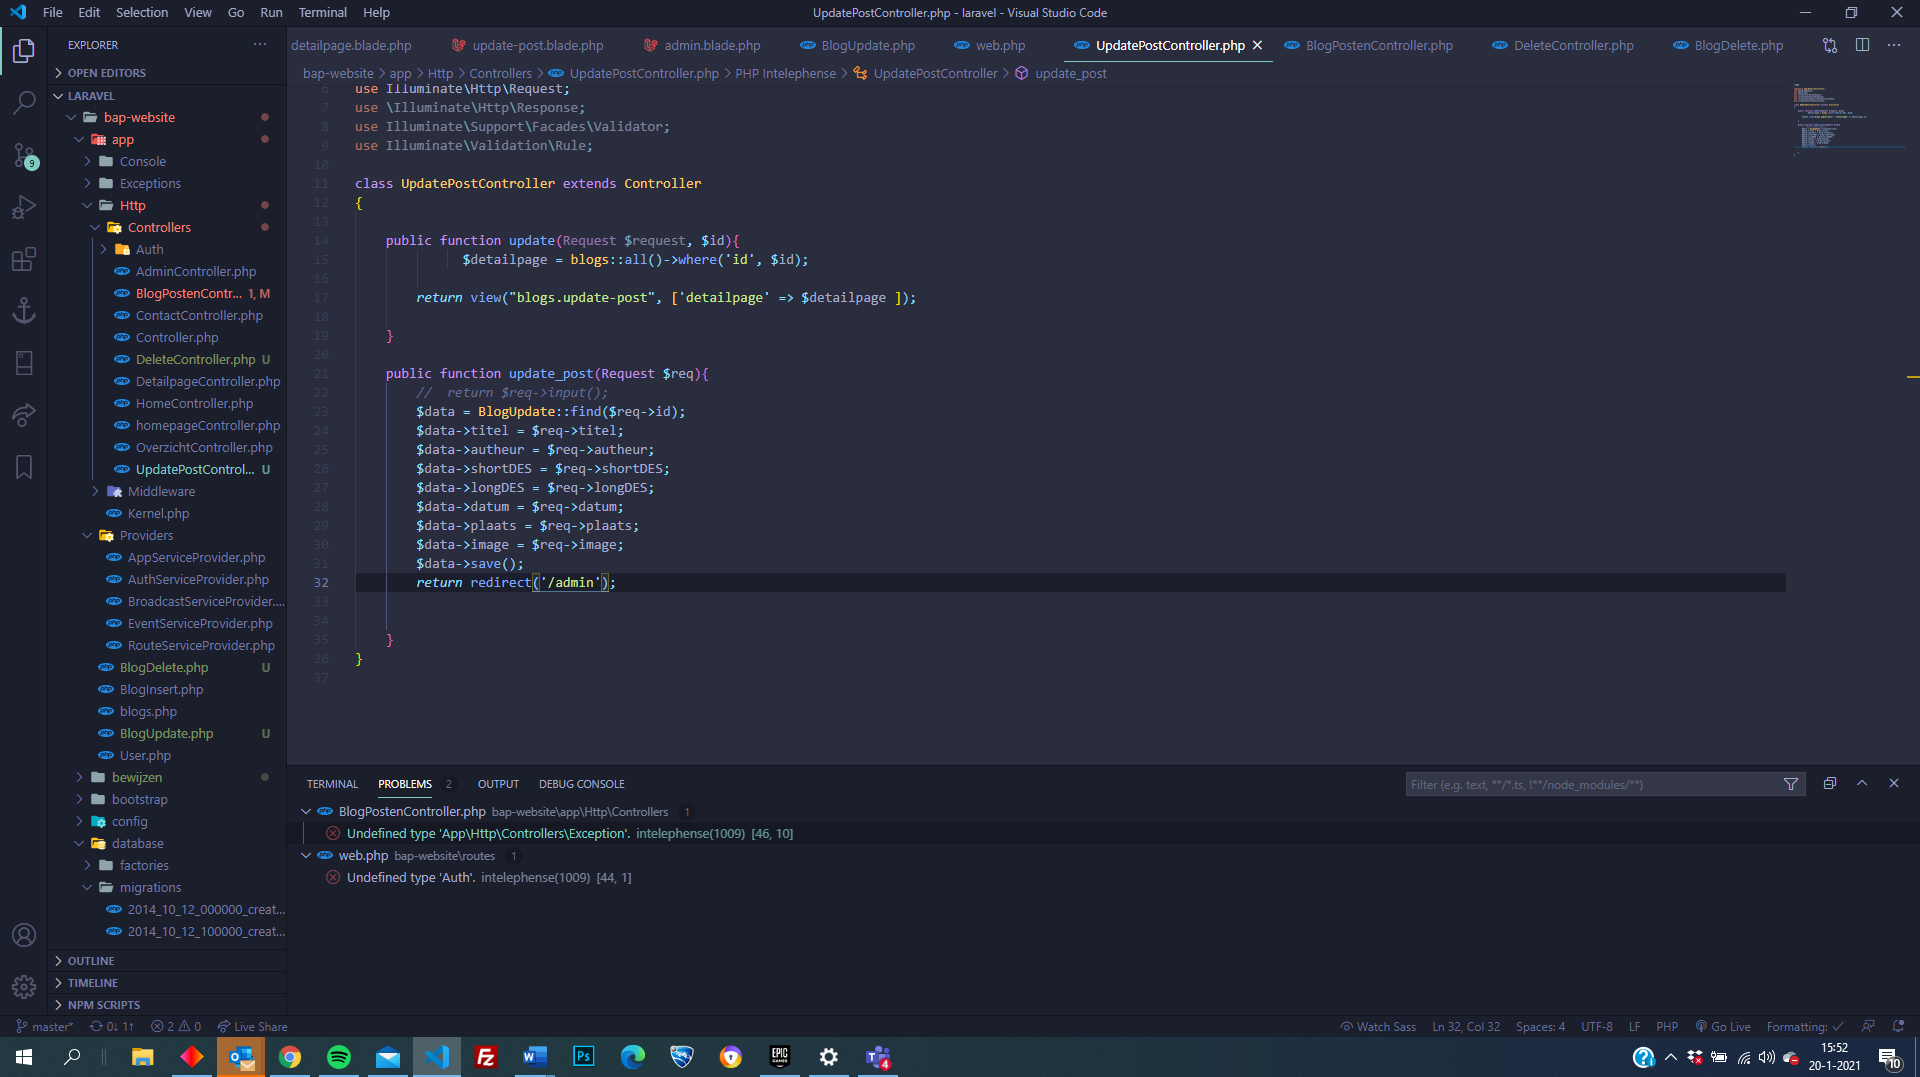 File Edit Selection View Go Run Terminal Help
UpdatePostController.php - laravel - Visual Studio Code
EXPLORER
detailpage.blade.php update-post.blade.php admin.blade.php BlogUpdate.php web.php UpdatePostController.php BlogPostenController.php DeleteController.php BlogDelete.php
OPEN EDITORS
bap-website > app > Http > Controllers > UpdatePostController.php > PHP Intelephense > UpdatePostController > update_post
LARAVEL
bap-website
app
Console
Exceptions
Http
Controllers
Auth
AdminController.php
BlogPostenContr... 1, M
ContactController.php
Controller.php
DeleteController.php U
DetailpageController.php
HomeController.php
homepageController.php
OverzichtController.php
UpdatePostControl... U
Middleware
Kernel.php
Providers
AppServiceProvider.php
AuthServiceProvider.php
BroadcastServiceProvider....
EventServiceProvider.php
RouteServiceProvider.php
BlogDelete.php U
BlogInsert.php
blogs.php
BlogUpdate.php U
User.php
bewijzen
bootstrap
config
database
factories
migrations
2014_10_12_000000_creat...
2014_10_12_100000_creat...
OUTLINE
TIMELINE
NPM SCRIPTS
9
6 use Illuminate\Http\Request;
7 use \Illuminate\Http\Response;
8 use Illuminate\Support\Facades\Validator;
9 use Illuminate\Validation\Rule;
10
11 class UpdatePostController extends Controller
12 {
13
14 public function update(Request $request, $id){
15 $detailpage = blogs::all()->where('id', $id);
16
17 return view("blogs.update-post", ['detailpage' => $detailpage ]);
18
19 }
20
21 public function update_post(Request $req){
22 // return $req->input();
23 $data = BlogUpdate::find($req->id);
24 $data->titel = $req->titel;
25 $data->autheur = $req->autheur;
26 $data->shortDES = $req->shortDES;
27 $data->longDES = $req->longDES;
28 $data->datum = $req->datum;
29 $data->plaats = $req->plaats;
30 $data->image = $req->image;
31 $data->save();
32 return redirect('/admin');
33
34
35 }
36 }
37
TERMINAL PROBLEMS 2 OUTPUT DEBUG CONSOLE
Filter (e.g. text, **/*.ts, !**/node_modules/**)
BlogPostenController.php bap-website\app\Http\Controllers 1
Undefined type 'App\Http\Controllers\Exception'. intelephense(1009) [46, 10]
web.php bap-website\routes 1
Undefined type 'Auth'. intelephense(1009) [44, 1]
master* 0↓ 1↑ 2 0 Live Share
Watch Sass Ln 32, Col 32 Spaces: 4 UTF-8 LF PHP Go Live Formatting: ✓
Fz W Ps EPIC GAMES 4
15:52
20-1-2021
10